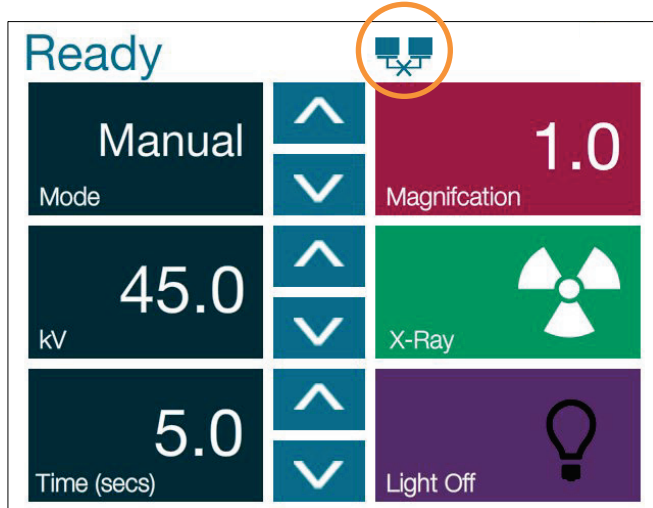 Ready
Manual
Mode
1.0
Magnifcation
45.0
kV
X-Ray
5.0
Time (secs)
Light Off